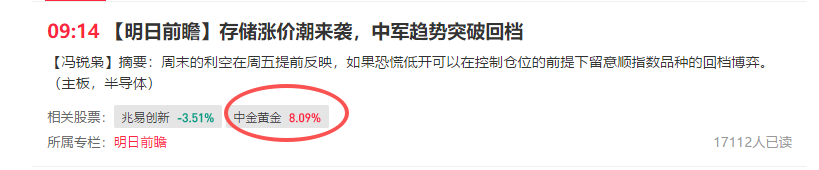 09:14 【明日前瞻】存储涨价潮来袭，中军趋势突破回档
【冯锐枭】摘要：周末的利空在周五提前反映，如果恐慌低开可以在控制仓位的前提下留意顺指数品种的回档博弈。
（主板，半导体）
相关股票： 兆易创新 -3.51% 中金黄金 8.09%
所属专栏：明日前瞻 17112人已读